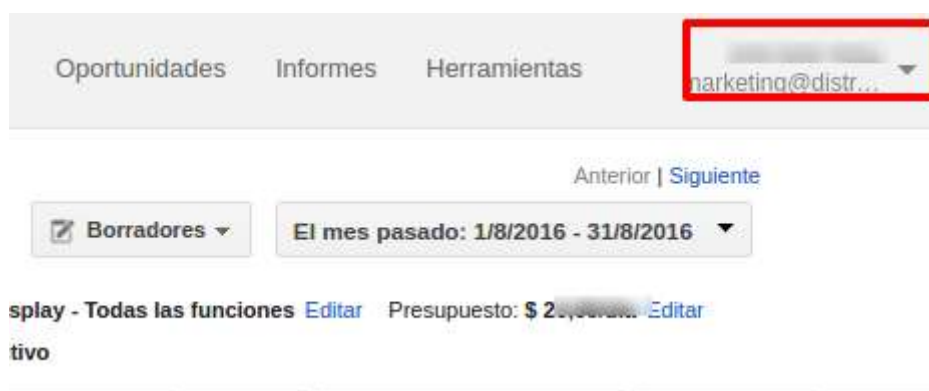 Oportunidades Informes Herramientas
marketing@distr...
Anterior | Siguiente
Borradores El mes pasado: 1/8/2016 - 31/8/2016
splay - Todas las funciones Editar Presupuesto: $ 2 Editar
tivo